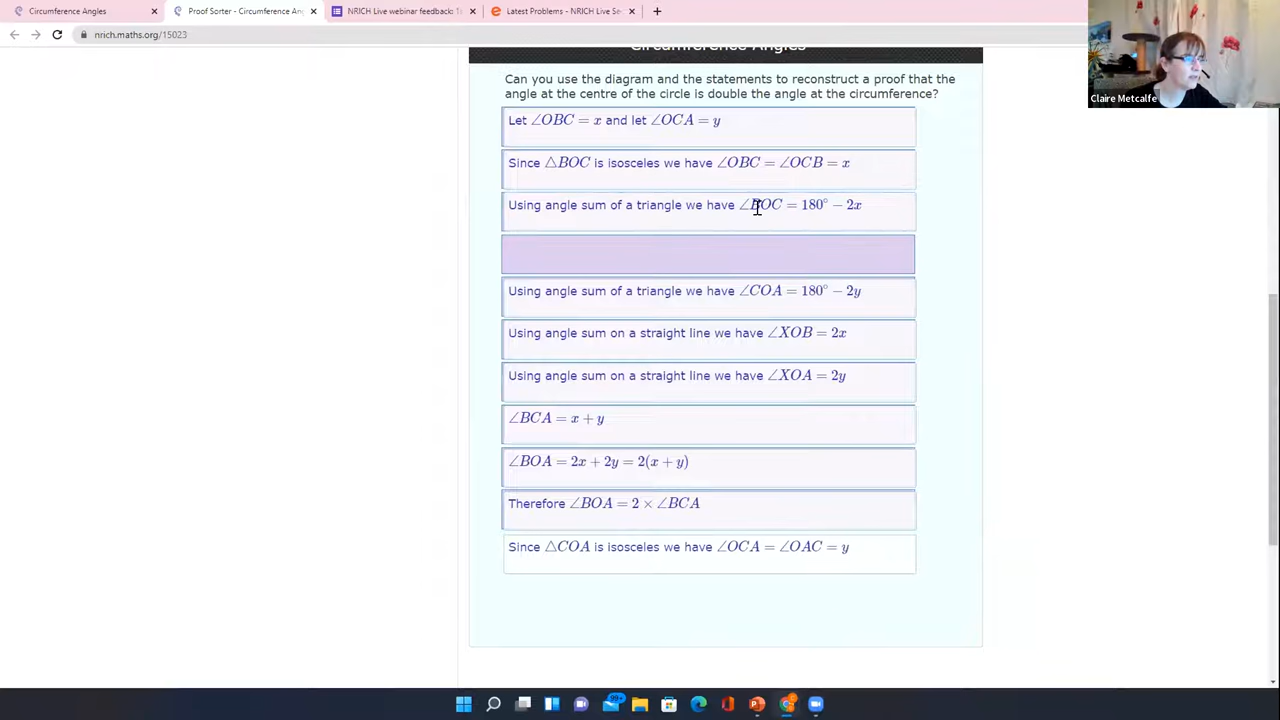 Circumference Angles
Proof Sorter - Circumference An
NRICH Live webinar feedback: 1
Latest Problems - NRICH Live Se
nrich.maths.org/15023
Claire Metcalfe
Circumference Angles
Can you use the diagram and the statements to reconstruct a proof that the
angle at the centre of the circle is double the angle at the circumference?
Let ∠OBC = x and let ∠OCA = y
Since △BOC is isosceles we have ∠OBC = ∠OCB = x
Using angle sum of a triangle we have ∠BOC = 180° − 2x
Using angle sum of a triangle we have ∠COA = 180° − 2y
Using angle sum on a straight line we have ∠XOB = 2x
Using angle sum on a straight line we have ∠XOA = 2y
∠BCA = x + y
∠BOA = 2x + 2y = 2(x + y)
Therefore ∠BOA = 2 × ∠BCA
Since △COA is isosceles we have ∠OCA = ∠OAC = y
99+